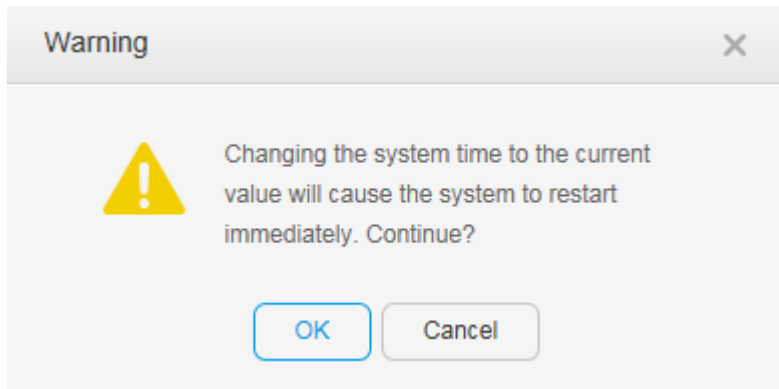 Warning
Changing the system time to the current
value will cause the system to restart
immediately. Continue?
OK
Cancel